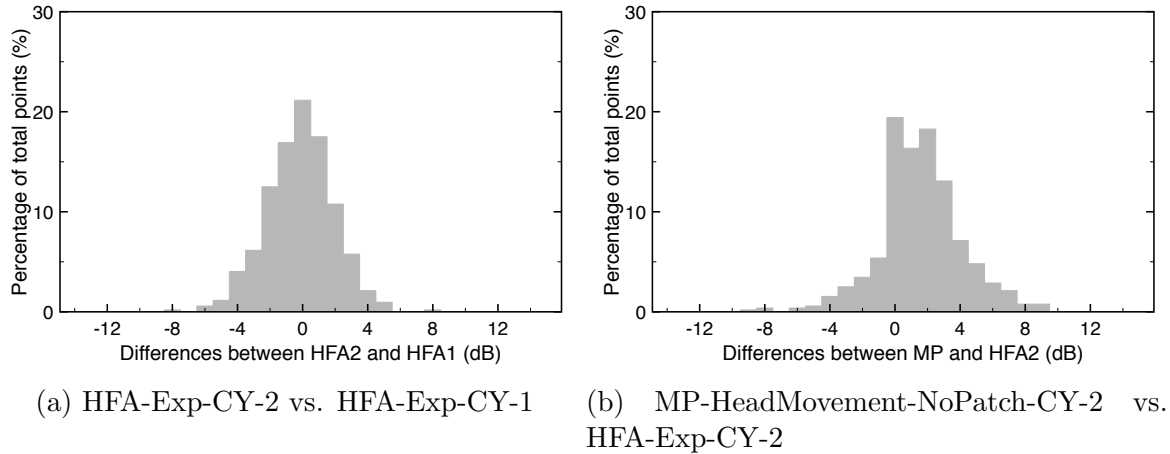 30
20
10
0
Percentage of total points (%)
-12 -8 -4 0 4 8 12
Differences between HFA2 and HFA1 (dB)
(a) HFA-Exp-CY-2 vs. HFA-Exp-CY-1
30
20
10
0
Percentage of total points (%)
-12 -8 -4 0 4 8 12
Differences between MP and HFA2 (dB)
(b) MP-HeadMovement-NoPatch-CY-2 vs.
HFA-Exp-CY-2